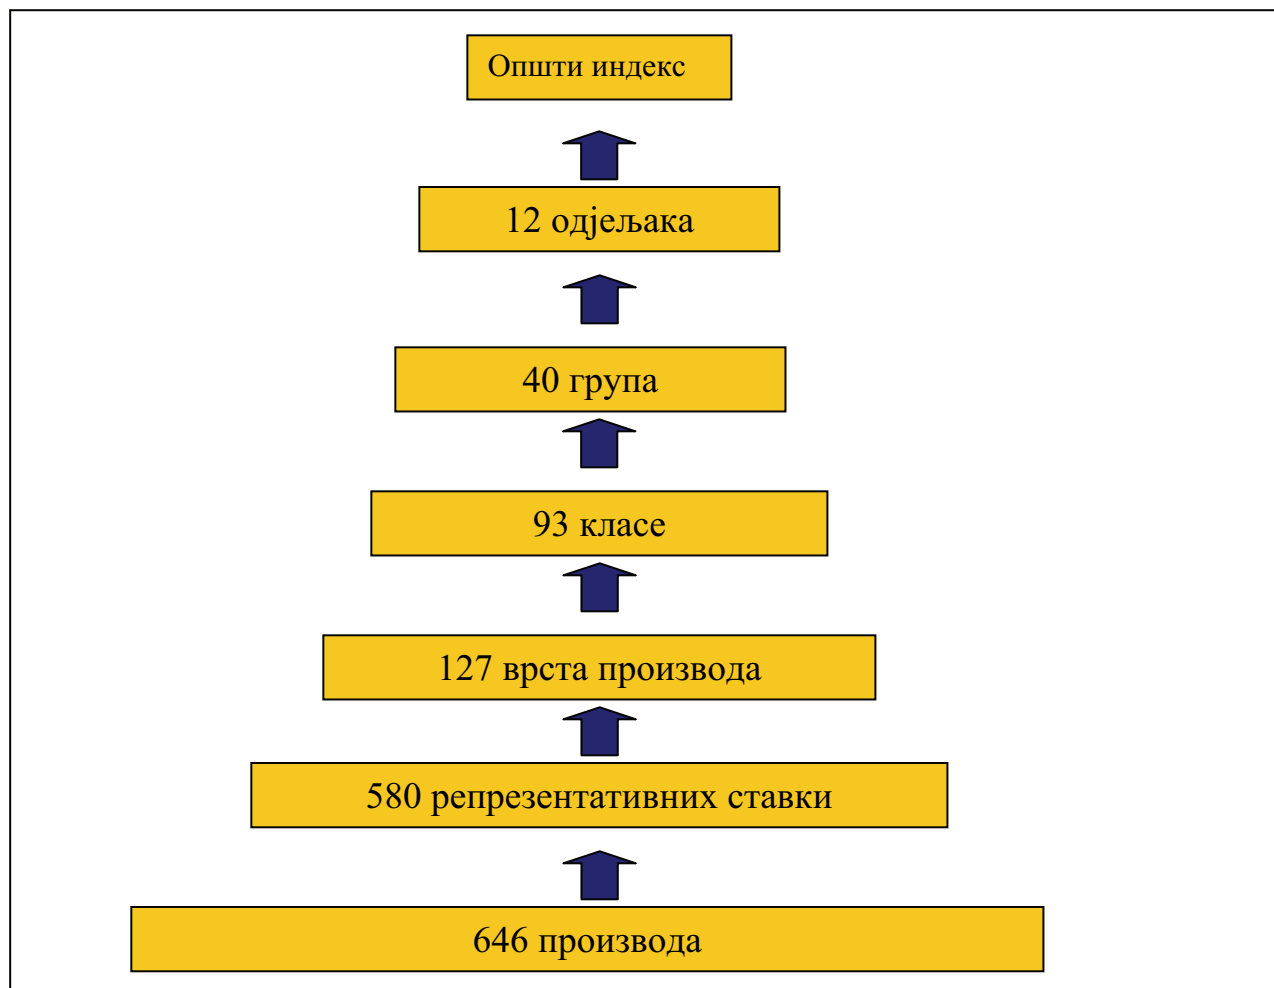 Општи индекс
12 одјељака
40 група
93 класе
127 врста производа
580 репрезентативних ставки
646 производа